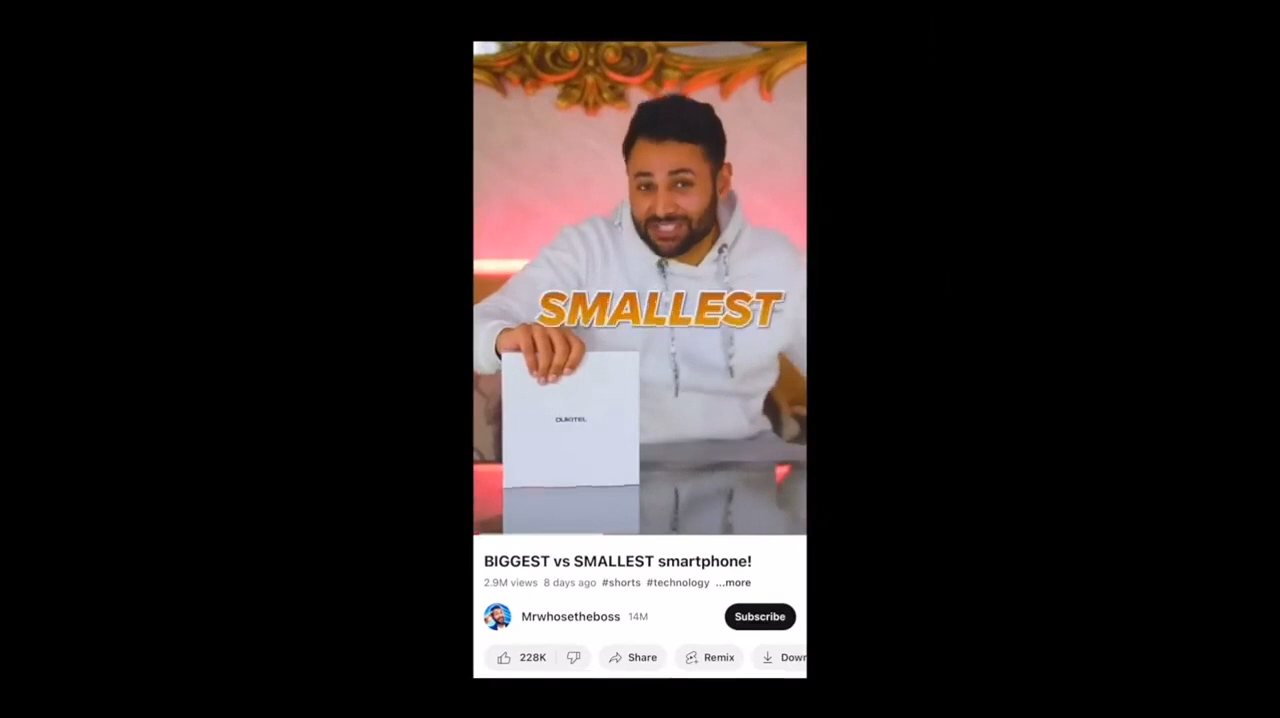 SMALLEST
OUKITEL
BIGGEST vs SMALLEST smartphone!
2.9M views 8 days ago #shorts #technology ...more
Mrwhosetheboss 14M
Subscribe
228K Share Remix Down